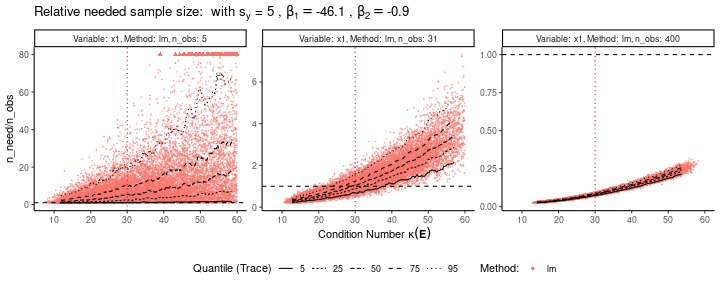 Relative needed sample size: with sy = 5 , β1 = -46.1 , β2 = -0.9
Variable: x1, Method: lm, n_obs: 5
Variable: x1, Method: lm, n_obs: 31
Variable: x1, Method: lm, n_obs: 400
n_need/n_obs
80
60
40
20
0
10 20 30 40 50 60
6
4
2
0
10 20 30 40 50 60
1.00
0.75
0.50
0.25
0.00
10 20 30 40 50 60
Condition Number κ(E)
Quantile (Trace) 5 25 50 75 95 Method: lm